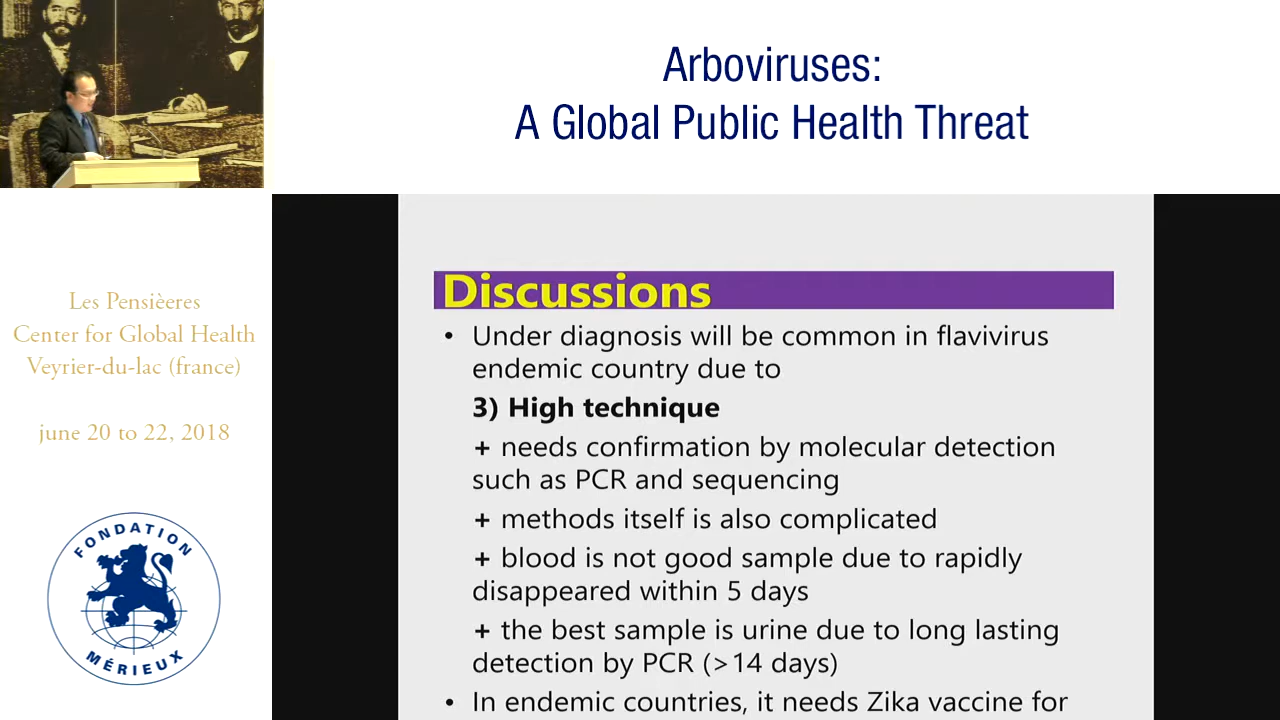 Arboviruses:
A Global Public Health Threat
Les Pensièeres
Center for Global Health
Veyrier-du-lac (france)
june 20 to 22, 2018
FONDATION
MÉRIEUX
Discussions
• Under diagnosis will be common in flavivirus
endemic country due to
3) High technique
+ needs confirmation by molecular detection
such as PCR and sequencing
+ methods itself is also complicated
+ blood is not good sample due to rapidly
disappeared within 5 days
+ the best sample is urine due to long lasting
detection by PCR (>14 days)
• In endemic countries, it needs Zika vaccine for